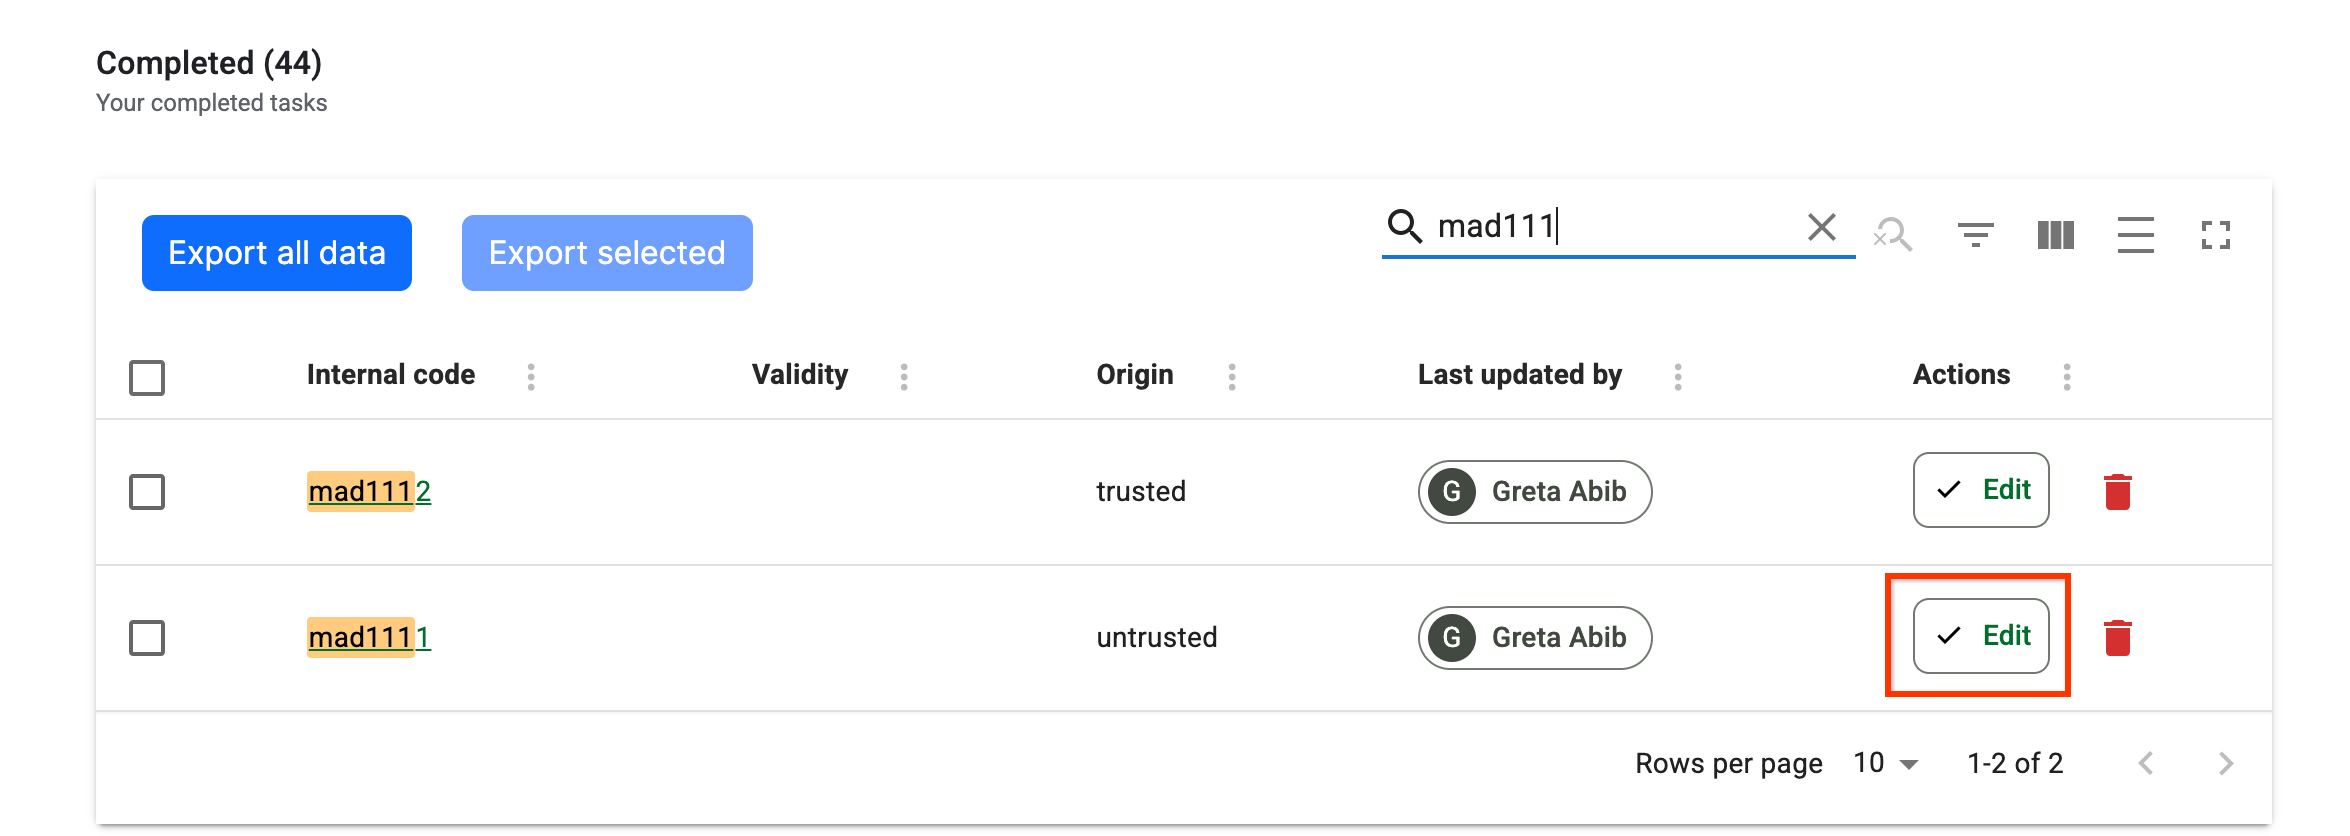 Completed (44)
Your completed tasks
Export all data
Export selected
mad111
Internal code
Validity
Origin
Last updated by
Actions
mad1112
trusted
G
Greta Abib
Edit
mad1111
untrusted
G
Greta Abib
Edit
Rows per page
10
1-2 of 2